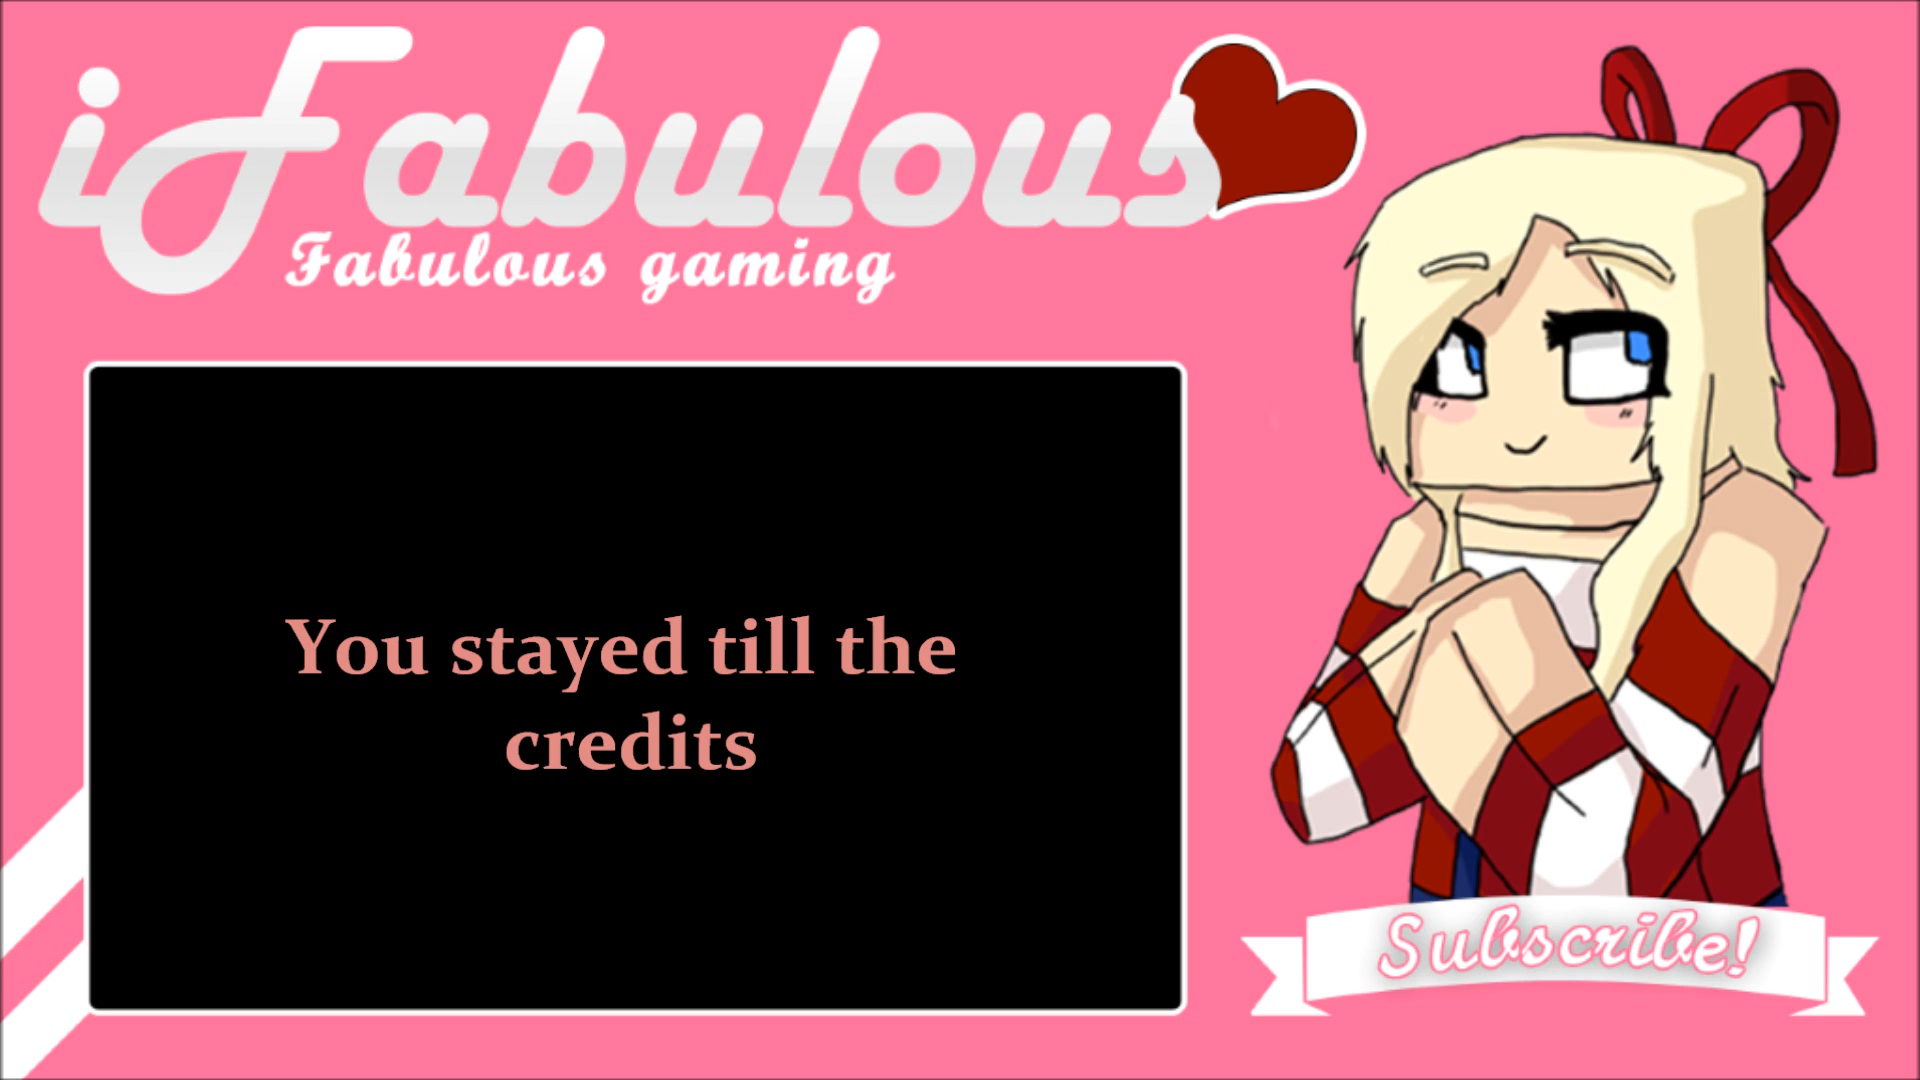 iFabulous
Fabulous gaming
You stayed till the
credits
Subscribe!